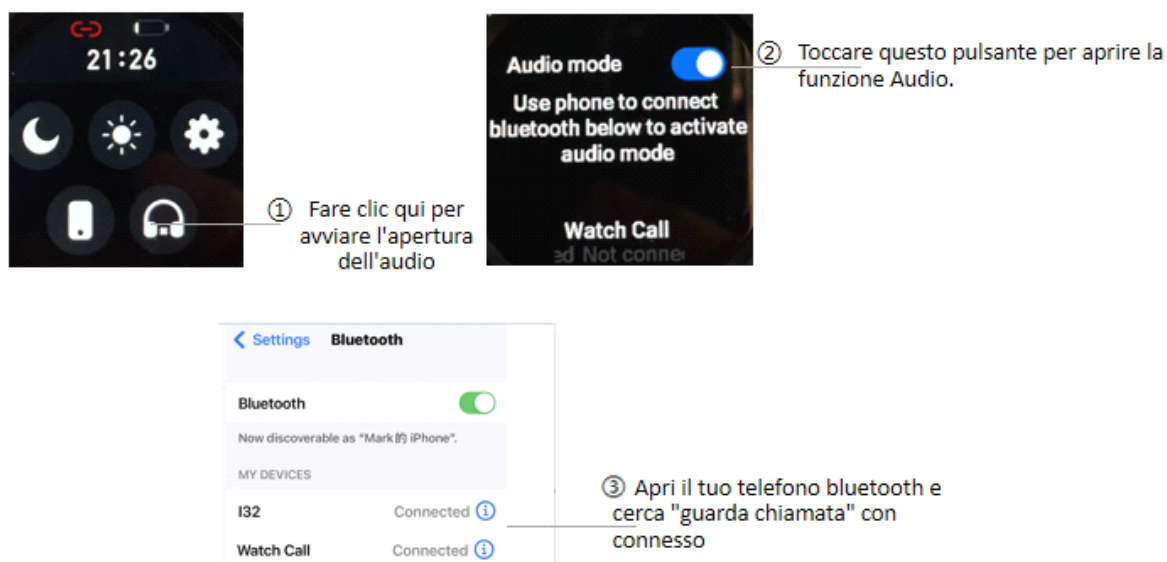 21:26
① Fare clic qui per
avviare l'apertura
dell'audio
Audio mode
Use phone to connect
bluetooth below to activate
audio mode
Watch Call
Not conne
② Toccare questo pulsante per aprire la
funzione Audio.
Settings Bluetooth
Bluetooth
Now discoverable as "Mark的 iPhone".
MY DEVICES
I32 Connected
Watch Call Connected
③ Apri il tuo telefono bluetooth e
cerca "guarda chiamata" con
connesso